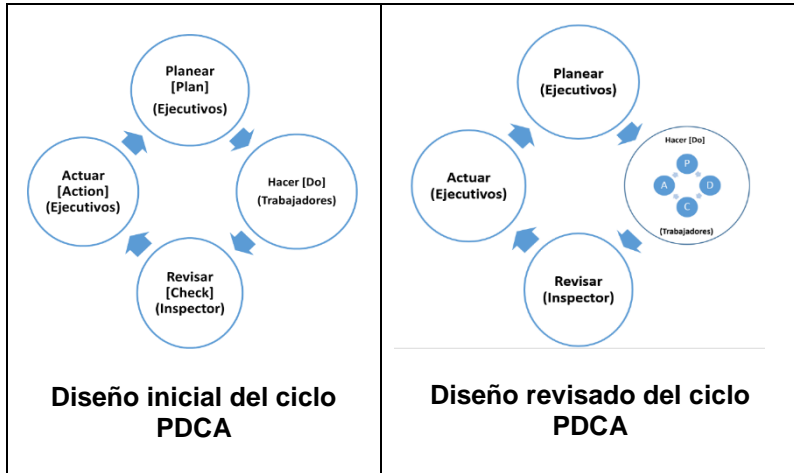 Planear
[Plan]
(Ejecutivos)
Actuar
[Action]
(Ejecutivos)
Hacer [Do]
(Trabajadores)
Revisar
[Check]
(Inspector)
Diseño inicial del ciclo
PDCA
Planear
(Ejecutivos)
Actuar
(Ejecutivos)
Hacer [Do]
P
A
D
C
(Trabajadores)
Revisar
(Inspector)
Diseño revisado del ciclo
PDCA